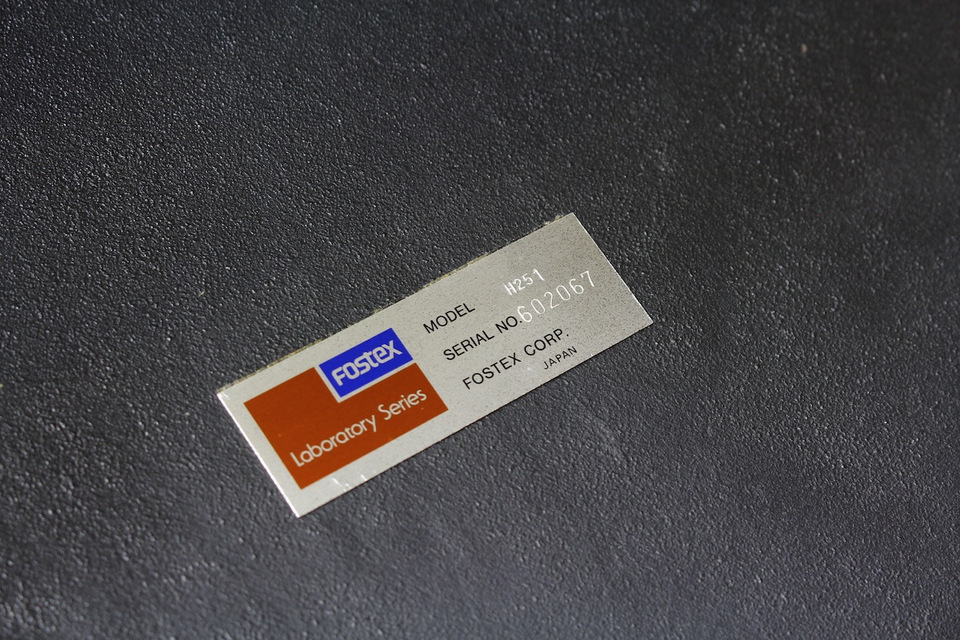 FOSTEX
Laboratory Series
MODEL H251
SERIAL NO. 602067
FOSTEX CORP.
JAPAN